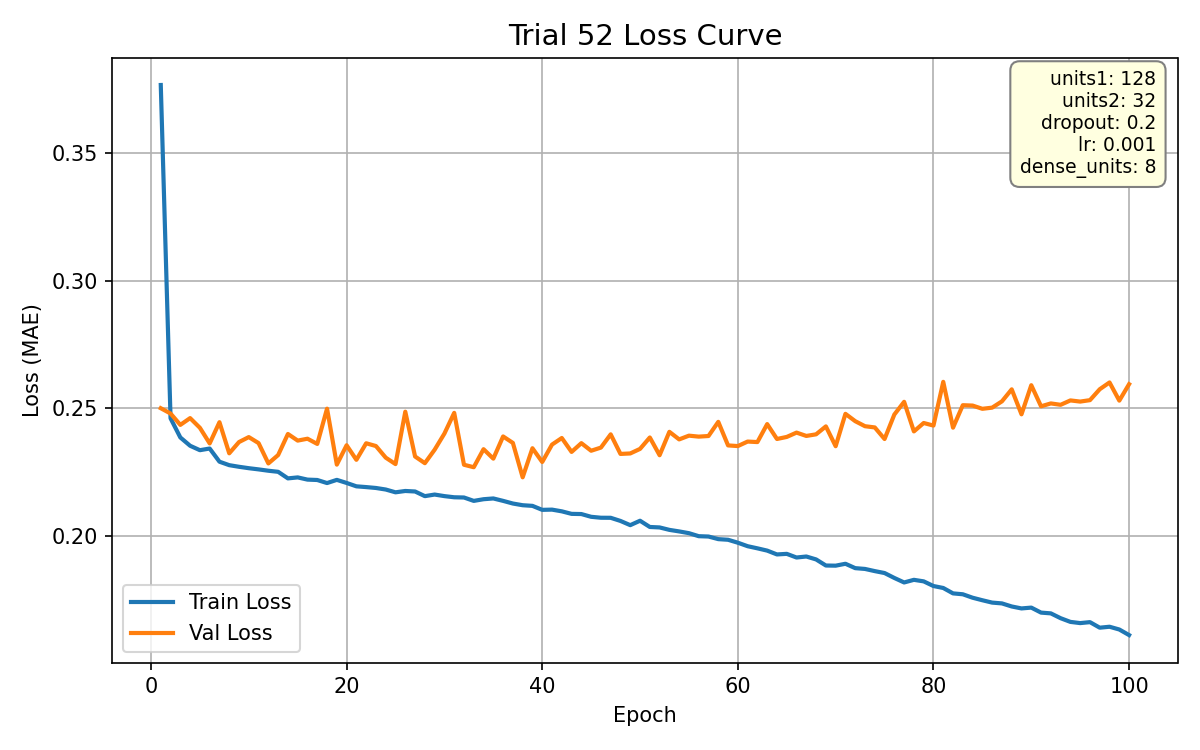 Trial 52 Loss Curve
units1: 128
units2: 32
dropout: 0.2
lr: 0.001
dense_units: 8
0.35
0.30
0.25
0.20
Loss (MAE)
Train Loss
Val Loss
0 20 40 60 80 100
Epoch